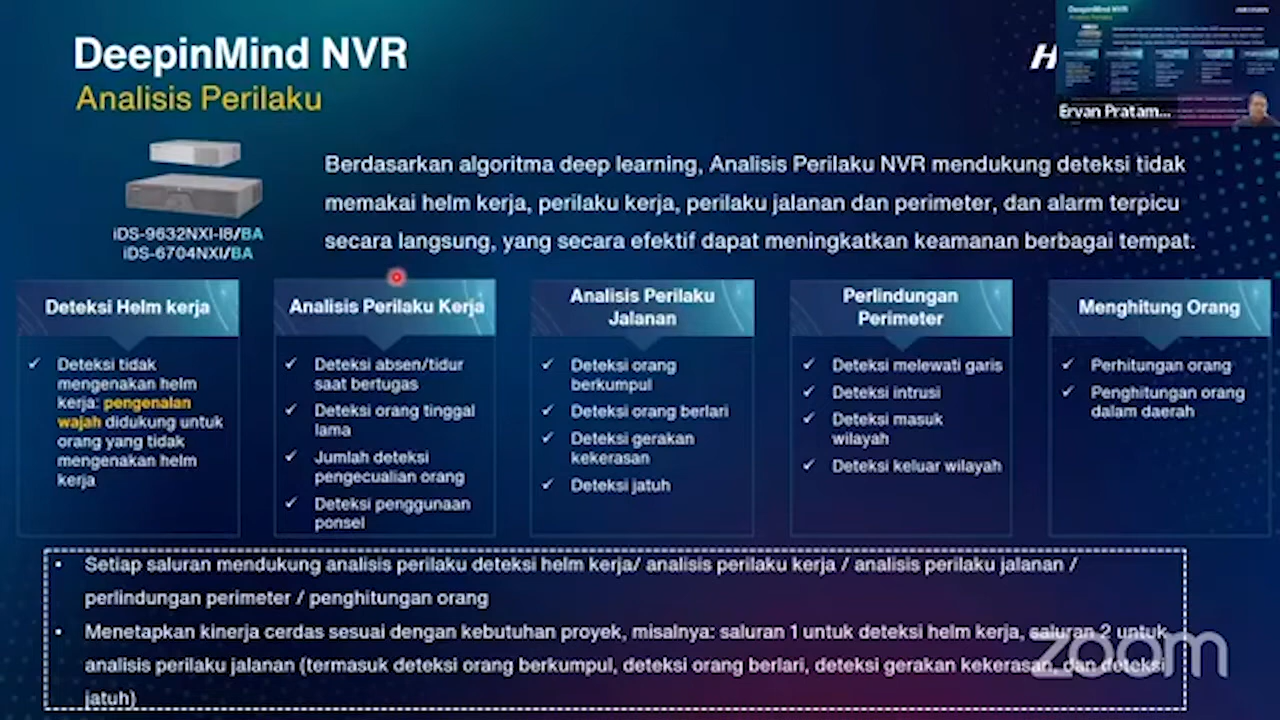 DeepinMind NVR
Analisis Perilaku
Ervan Pratam...
iDS-9632NXI-I8/BA
iDS-6704NXI/BA
Berdasarkan algoritma deep learning, Analisis Perilaku NVR mendukung deteksi tidak
memakai helm kerja, perilaku kerja, perilaku jalanan dan perimeter, dan alarm terpicu
secara langsung, yang secara efektif dapat meningkatkan keamanan berbagai tempat.
Deteksi Helm kerja
✓ Deteksi tidak
mengenakan helm
kerja: pengenalan
wajah didukung untuk
orang yang tidak
mengenakan helm
kerja
Analisis Perilaku Kerja
✓ Deteksi absen/tidur
saat bertugas
✓ Deteksi orang tinggal
lama
✓ Jumlah deteksi
pengecualian orang
✓ Deteksi penggunaan
ponsel
Analisis Perilaku
Jalanan
✓ Deteksi orang
berkumpul
✓ Deteksi orang berlari
✓ Deteksi gerakan
kekerasan
✓ Deteksi jatuh
Perlindungan
Perimeter
✓ Deteksi melewati garis
✓ Deteksi intrusi
✓ Deteksi masuk
wilayah
✓ Deteksi keluar wilayah
Menghitung Orang
✓ Perhitungan orang
✓ Penghitungan orang
dalam daerah
• Setiap saluran mendukung analisis perilaku deteksi helm kerja/ analisis perilaku kerja / analisis perilaku jalanan /
perlindungan perimeter / penghitungan orang
• Menetapkan kinerja cerdas sesuai dengan kebutuhan proyek, misalnya: saluran 1 untuk deteksi helm kerja, saluran 2 untuk
analisis perilaku jalanan (termasuk deteksi orang berkumpul, deteksi orang berlari, deteksi gerakan kekerasan, dan deteksi
jatuh)
zoom